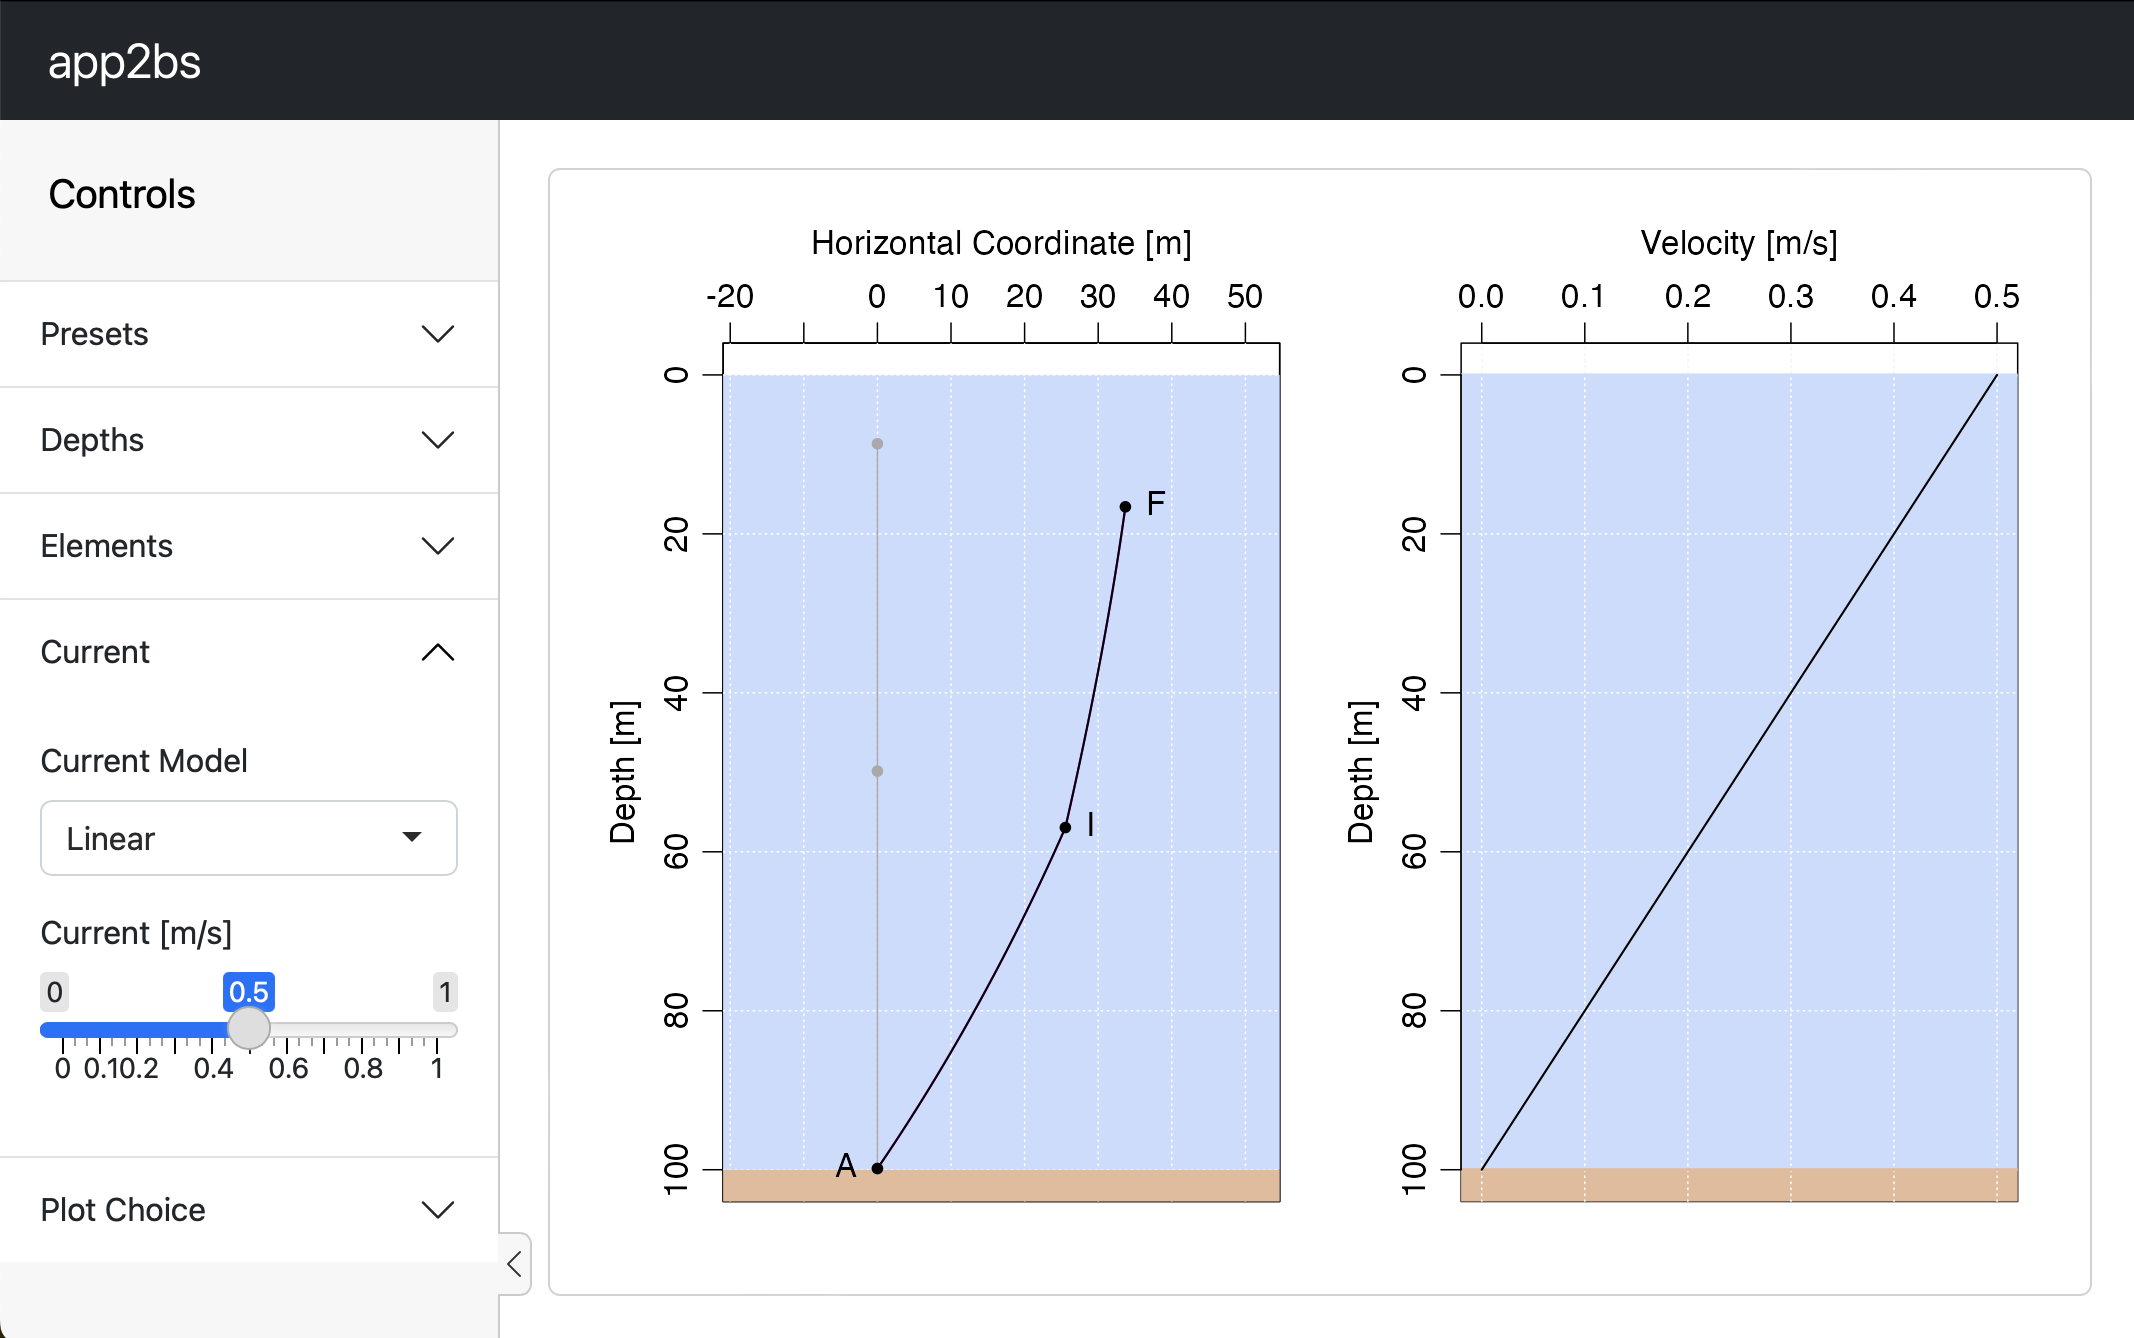 app2bs
Controls
Presets
Depths
Elements
Current
Current Model
Linear
Current [m/s]
0 0.5 1
0 0.1 0.2 0.4 0.6 0.8 1
Plot Choice
Horizontal Coordinate [m]
-20 0 10 20 30 40 50
Depth [m]
0
20
40
60
80
100
F
I
A
Velocity [m/s]
0.0 0.1 0.2 0.3 0.4 0.5
Depth [m]
0
20
40
60
80
100